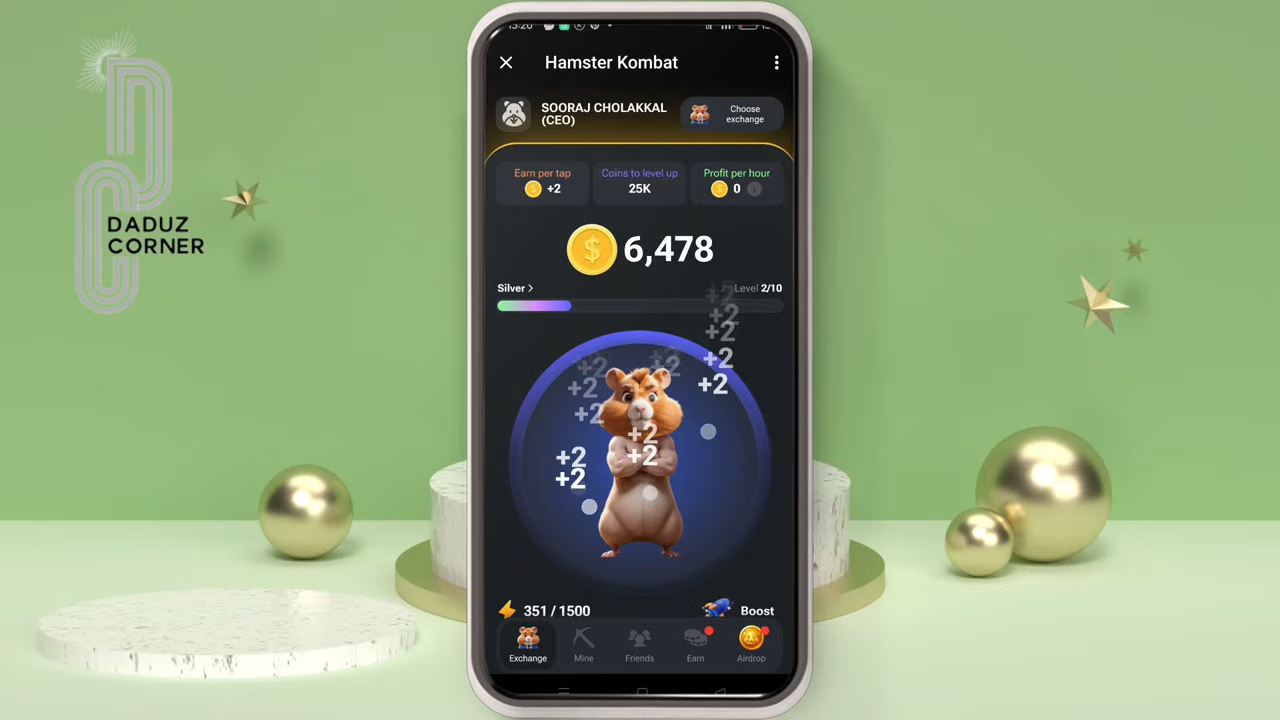 DADUZ
CORNER
Hamster Kombat
SOORAJ CHOLAKKAL
(CEO)
Choose
exchange
Earn per tap
+2
Coins to level up
25K
Profit per hour
0
6,478
Silver >
Level 2/10
+2
+2
+2
+2
+2
+2
+2
+2
+2
+2
+2
+2
+2
351 / 1500
Boost
Exchange
Mine
Friends
Earn
Airdrop